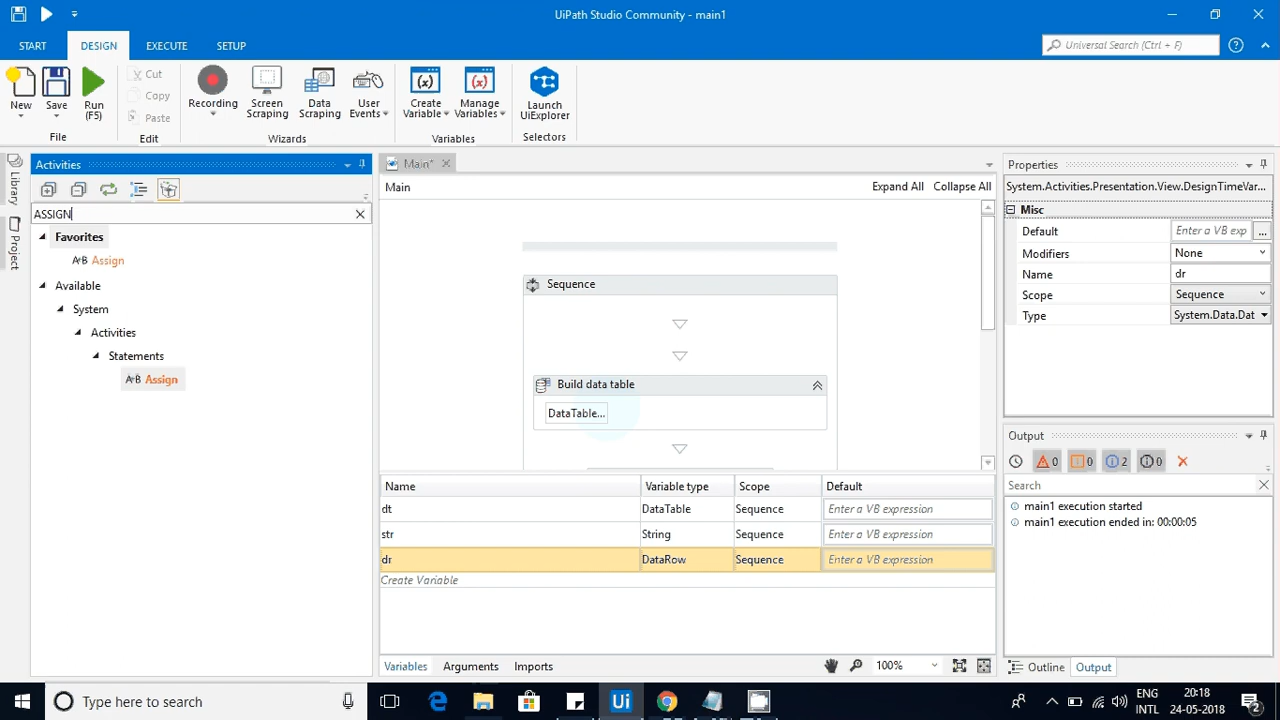 UiPath Studio Community - main1
START
DESIGN
EXECUTE
SETUP
Universal Search (Ctrl + F)
New
Save
Run
(F5)
Cut
Copy
Paste
Recording
Screen
Scraping
Data
Scraping
User
Events
Create
Variable
Manage
Variables
Launch
UiExplorer
File
Edit
Wizards
Variables
Selectors
Library
Project
Activities
ASSIGN
Favorites
A+B Assign
Available
System
Activities
Statements
A+B Assign
Main*
Main
Expand All
Collapse All
Sequence
Build data table
DataTable...
Name
Variable type
Scope
Default
dt
DataTable
Sequence
Enter a VB expression
str
String
Sequence
Enter a VB expression
dr
DataRow
Sequence
Enter a VB expression
Create Variable
Variables
Arguments
Imports
100%
Properties
System.Activities.Presentation.View.DesignTimeVar...
Misc
Default
Enter a VB exp
...
Modifiers
None
Name
dr
Scope
Sequence
Type
System.Data.Dat
Output
0
0
2
0
Search
main1 execution started
main1 execution ended in: 00:00:05
Outline
Output
Type here to search
Ui
ENG
INTL
20:18
24-05-2018
2